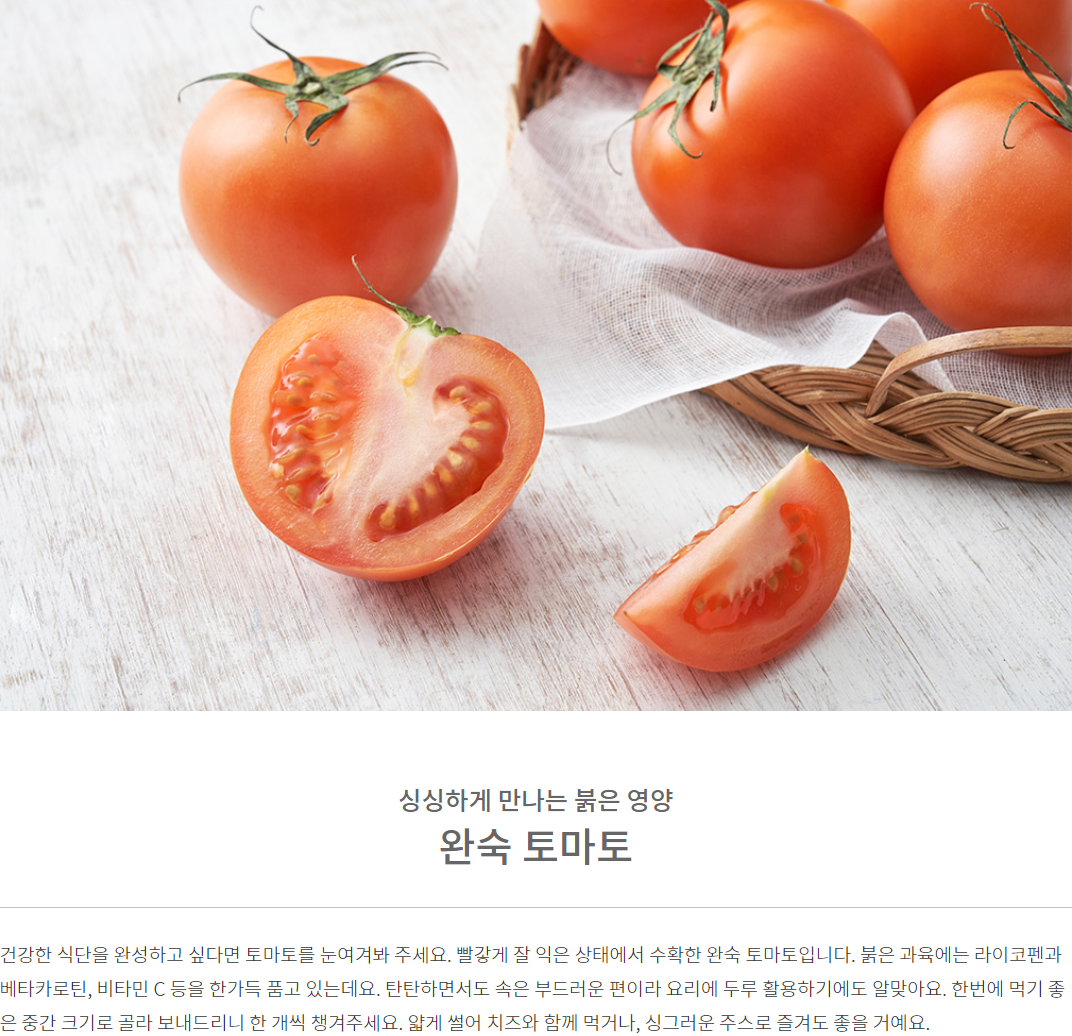 싱싱하게 만나는 붉은 영양
완숙 토마토
건강한 식단을 완성하고 싶다면 토마토를 눈여겨봐 주세요. 빨갛게 잘 익은 상태에서 수확한 완숙 토마토입니다. 붉은 과육에는 라이코펜과
베타카로틴, 비타민 C 등을 한가득 품고 있는데요. 탄탄하면서도 속은 부드러운 편이라 요리에 두루 활용하기에도 알맞아요. 한번에 먹기 좋
은 중간 크기로 골라 보내드리니 한 개씩 챙겨주세요. 얇게 썰어 치즈와 함께 먹거나, 싱그러운 주스로 즐겨도 좋을 거예요.